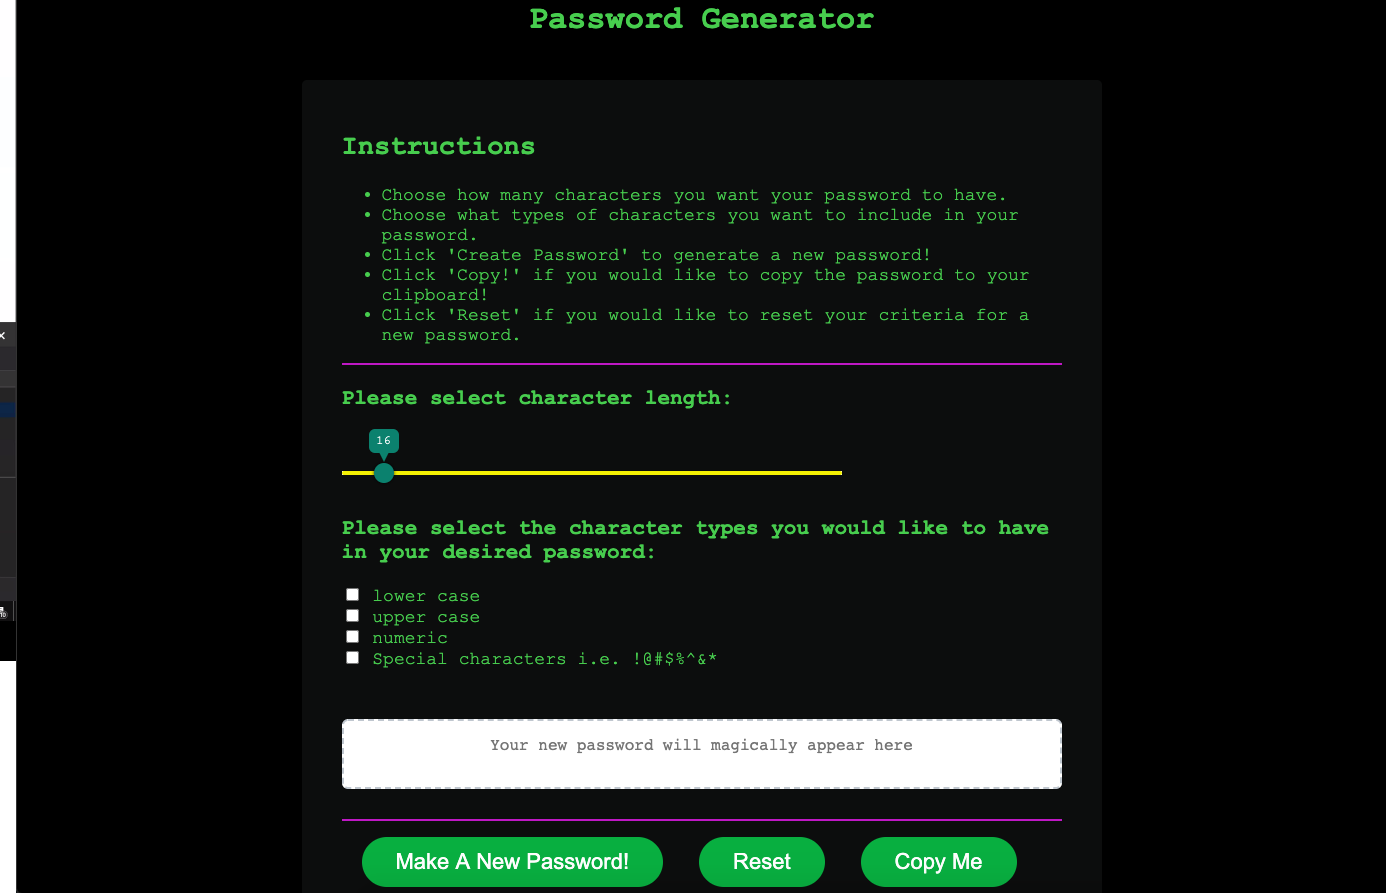 Password Generator
Instructions
• Choose how many characters you want your password to have.
• Choose what types of characters you want to include in your
password.
• Click 'Create Password' to generate a new password!
• Click 'Copy!' if you would like to copy the password to your
clipboard!
• Click 'Reset' if you would like to reset your criteria for a
new password.
Please select character length:
16
Please select the character types you would like to have
in your desired password:
lower case
upper case
numeric
Special characters i.e. !@#$%^&*
Your new password will magically appear here
Make A New Password! Reset Copy Me